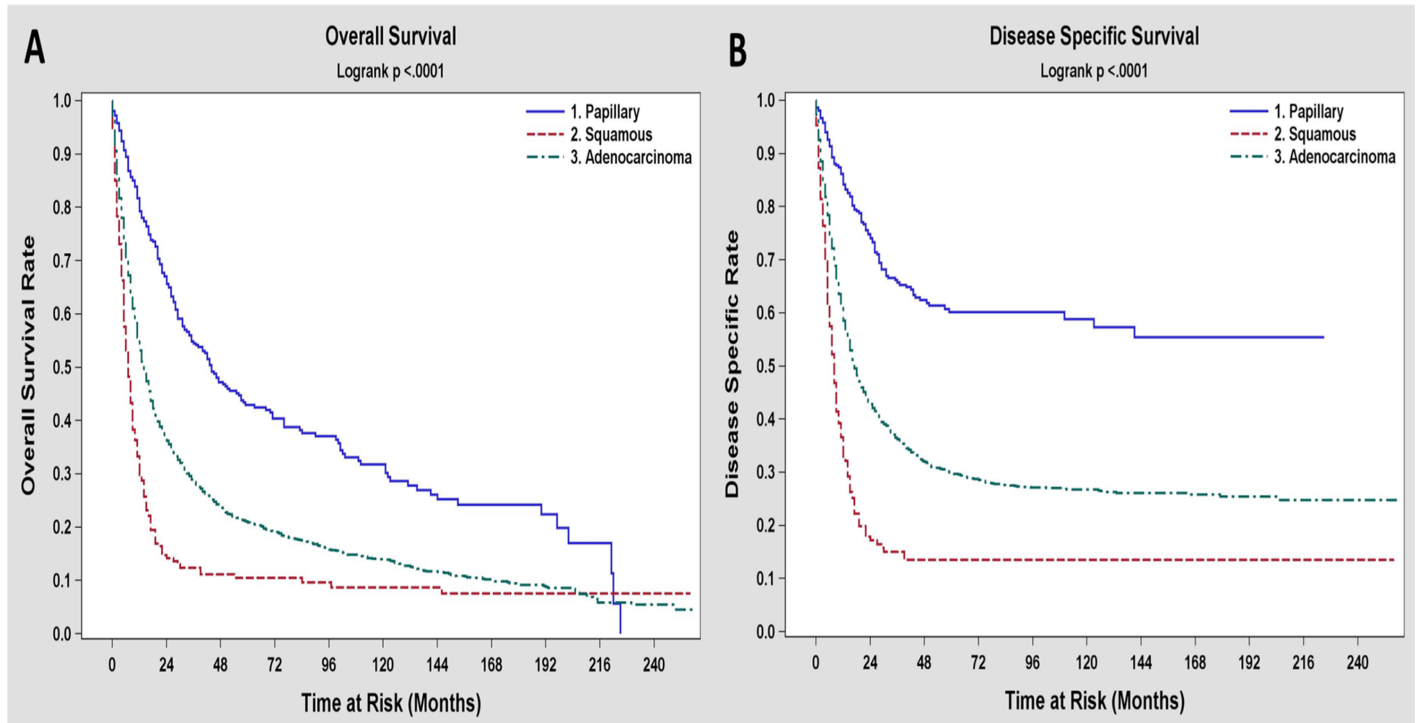 A
Overall Survival
Logrank p <.0001
1. Papillary
2. Squamous
3. Adenocarcinoma
Overall Survival Rate
1.0
0.9
0.8
0.7
0.6
0.5
0.4
0.3
0.2
0.1
0.0
0 24 48 72 96 120 144 168 192 216 240
Time at Risk (Months)
B
Disease Specific Survival
Logrank p <.0001
1. Papillary
2. Squamous
3. Adenocarcinoma
Disease Specific Rate
1.0
0.9
0.8
0.7
0.6
0.5
0.4
0.3
0.2
0.1
0.0
0 24 48 72 96 120 144 168 192 216 240
Time at Risk (Months)